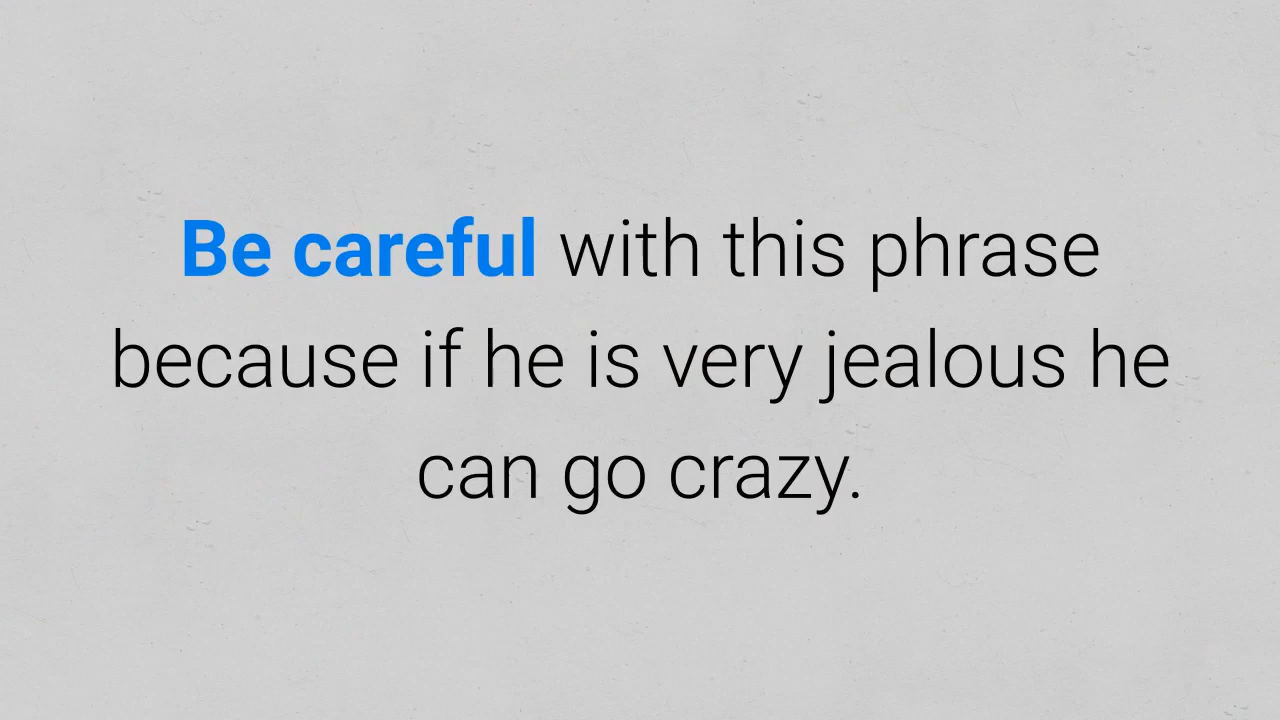 Be careful with this phrase
because if he is very jealous he
can go crazy.